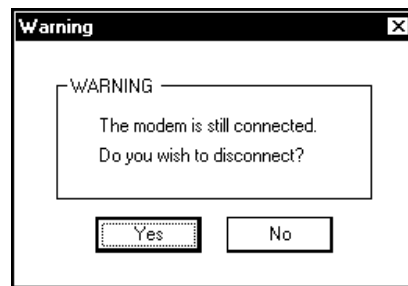 Warning
WARNING
The modem is still connected.
Do you wish to disconnect?
Yes
No